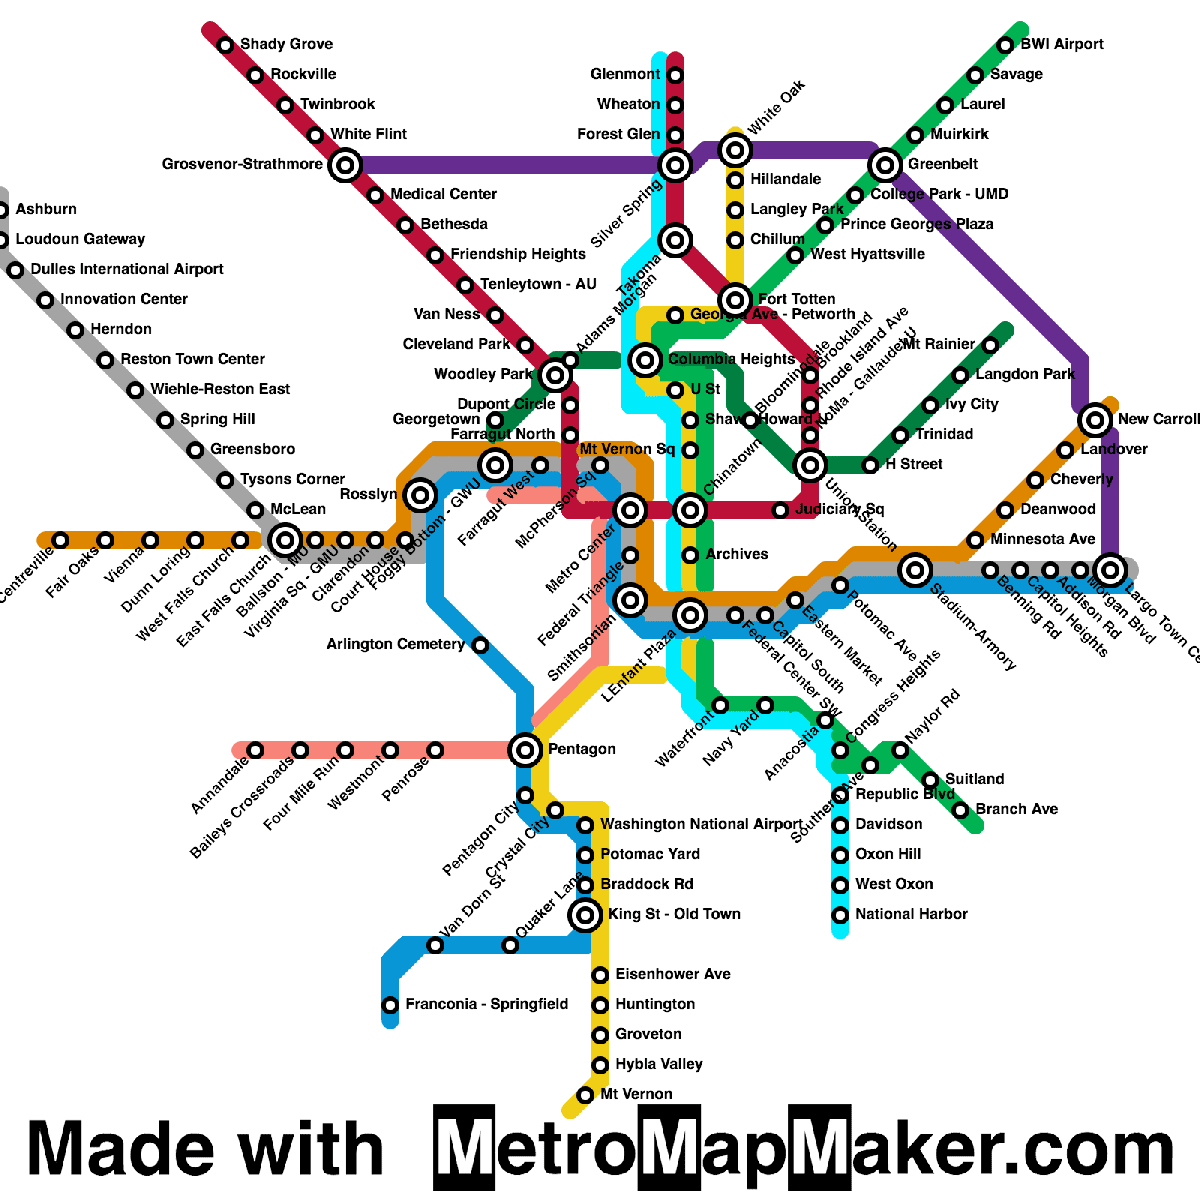 Shady Grove
Rockville
Twinbrook
White Flint
Grosvenor-Strathmore
Medical Center
Bethesda
Friendship Heights
Tenleytown - AU
Van Ness
Cleveland Park
Woodley Park
Adams Morgan
Dupont Circle
Georgetown
Farragut North
Glenmont
Wheaton
Forest Glen
Silver Spring
Takoma
White Oak
Hillandale
Langley Park
Chillum
Fort Totten
Georgia Ave - Petworth
Columbia Heights
U St
Shaw - Howard U
Mt Vernon Sq
Bloomingdale
Brookland
Rhode Island Ave
NoMa - Gallaudet U
Chinatown
Union Station
Judiciary Sq
BWI Airport
Savage
Laurel
Muirkirk
Greenbelt
College Park - UMD
Prince Georges Plaza
West Hyattsville
Mt Rainier
Langdon Park
Ivy City
Trinidad
H Street
New Carroll
Landover
Cheverly
Deanwood
Minnesota Ave
Ashburn
Loudoun Gateway
Dulles International Airport
Innovation Center
Herndon
Reston Town Center
Wiehle-Reston East
Spring Hill
Greensboro
Tysons Corner
McLean
Centreville
Fair Oaks
Vienna
Dunn Loring
West Falls Church
East Falls Church
Ballston - MU
Virginia Sq - GMU
Clarendon
Court House
Rosslyn
Foggy Bottom - GWU
Farragut West
McPherson Sq
Metro Center
Federal Triangle
Smithsonian
Archives
LEnfant Plaza
Federal Center SW
Capitol South
Eastern Market
Potomac Ave
Stadium-Armory
Benning Rd
Capitol Heights
Addison Rd
Morgan Blvd
Largo Town Ce
Arlington Cemetery
Pentagon
Annandale
Baileys Crossroads
Four Mile Run
Westmont
Penrose
Pentagon City
Crystal City
Washington National Airport
Potomac Yard
Braddock Rd
King St - Old Town
Van Dorn St
Quaker Lane
Franconia - Springfield
Eisenhower Ave
Huntington
Groveton
Hybla Valley
Mt Vernon
Waterfront
Navy Yard
Anacostia
Congress Heights
Southern Ave
Naylor Rd
Suitland
Branch Ave
Republic Blvd
Davidson
Oxon Hill
West Oxon
National Harbor
Made with MetroMapMaker.com